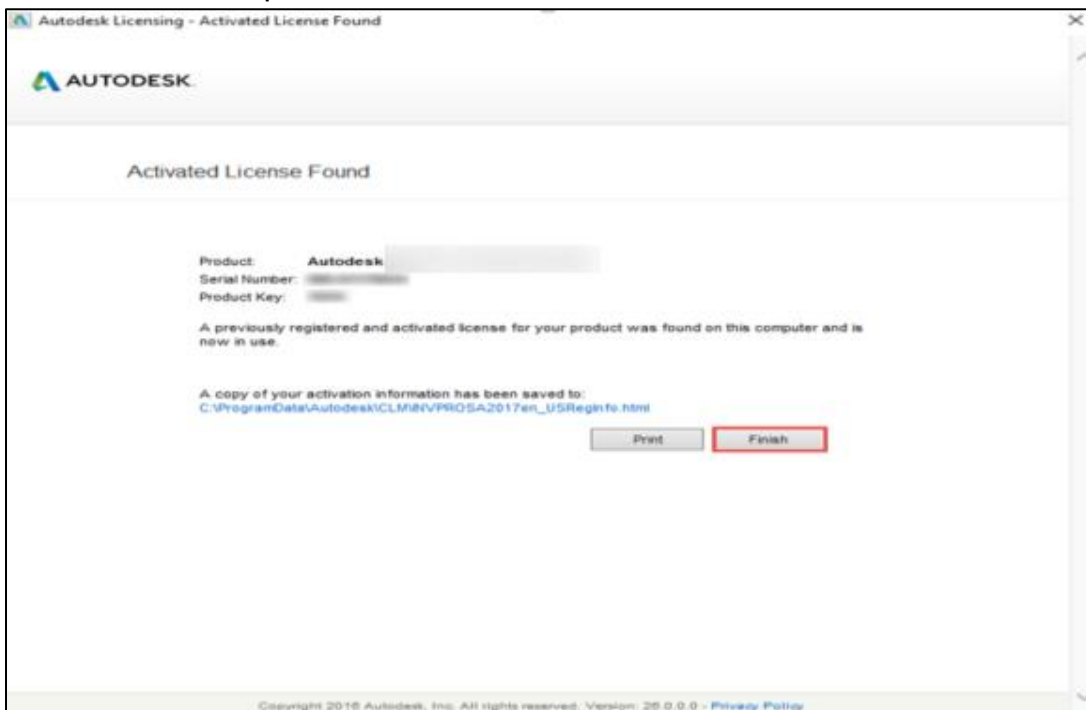 Autodesk Licensing - Activated License Found
AUTODESK.
Activated License Found
Product: Autodesk
Serial Number:
Product Key:
A previously registered and activated license for your product was found on this computer and is
now in use.
A copy of your activation information has been saved to:
C:\ProgramData\Autodesk\CLM\INVPROSA2017en_USRegInfo.html
Print Finish
Copyright 2016 Autodesk, Inc. All rights reserved. Version: 26.0.0.0 - Privacy Policy